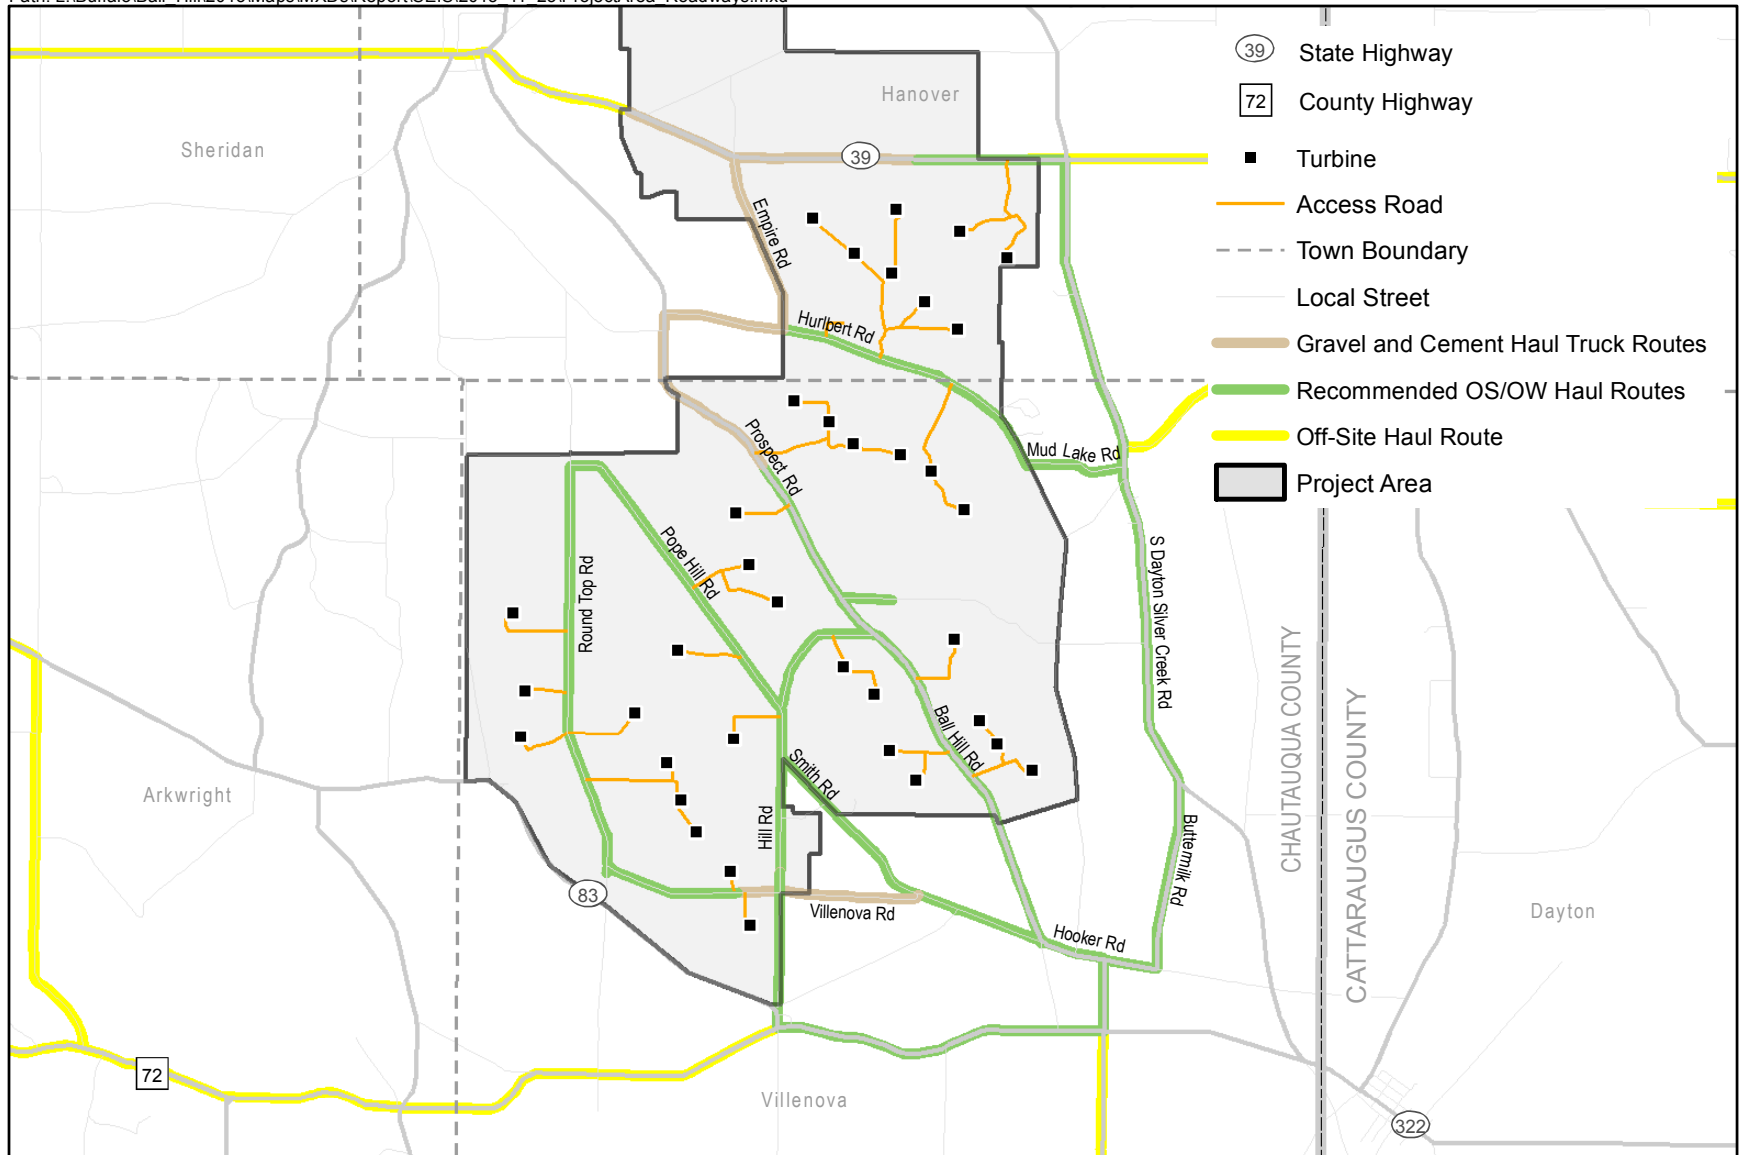 39 State Highway
72 County Highway
Turbine
Access Road
Town Boundary
Local Street
Gravel and Cement Haul Truck Routes
Recommended OS/OW Haul Routes
Off-Site Haul Route
Project Area
Hanover
Sheridan
39
Empire Rd
Hurlbert Rd
Prospect Rd
Mud Lake Rd
Pope Hill Rd
Round Top Rd
S Dayton Silver Creek Rd
CHAUTAUQUA COUNTY
CATTARAUGUS COUNTY
Ball Hill Rd
Smith Rd
Arkwright
Hill Rd
Buttermilk Rd
83
Villenova Rd
Dayton
Hooker Rd
72
Villenova
322